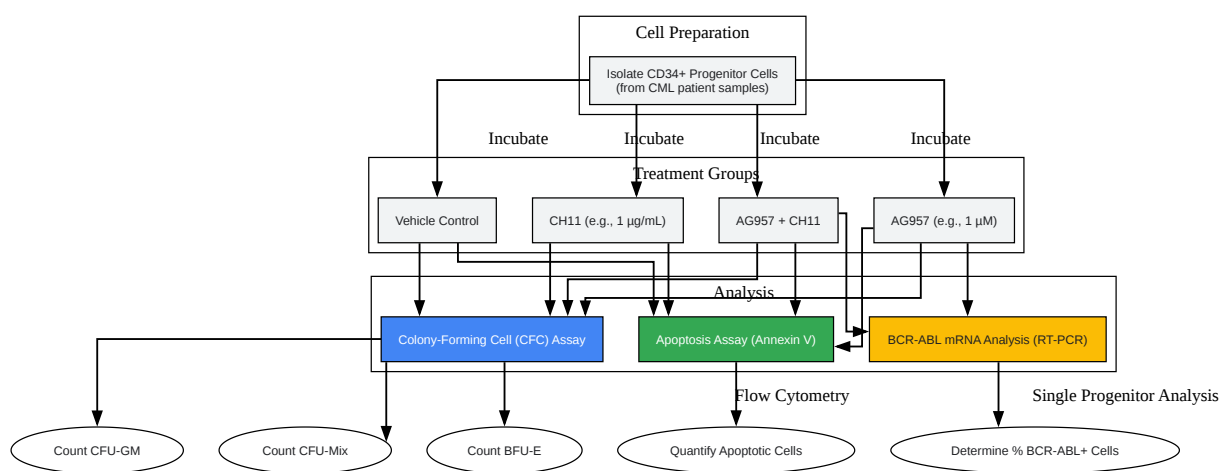 Cell Preparation
Isolate CD34+ Progenitor Cells
(from CML patient samples)
Incubate
Incubate
Incubate
Incubate
Treatment Groups
Vehicle Control
CH11 (e.g., 1 µg/mL)
AG957 + CH11
AG957 (e.g., 1 µM)
Analysis
Colony-Forming Cell (CFC) Assay
Apoptosis Assay (Annexin V)
BCR-ABL mRNA Analysis (RT-PCR)
Flow Cytometry
Single Progenitor Analysis
Count CFU-GM
Count CFU-Mix
Count BFU-E
Quantify Apoptotic Cells
Determine % BCR-ABL+ Cells